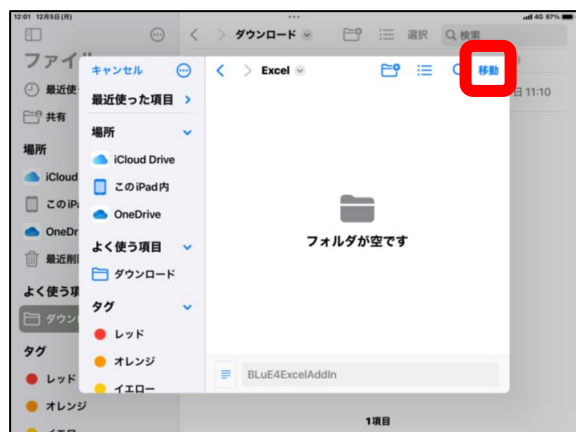 12:01 12月5日(月)
4G 97%
ダウンロード
選択
検索
ファイ
キャンセル
Excel
移動
最近使
最近使った項目
日 11:10
共有
場所
場所
iCloud Drive
iCloud
このiPad内
このiP
OneDrive
OneDr
フォルダが空です
最近削
よく使う項目
ダウンロード
よく使う項
ダウン
タグ
タグ
レッド
オレンジ
レッド
イエロー
BLuE4ExcelAddIn
オレンジ
1項目